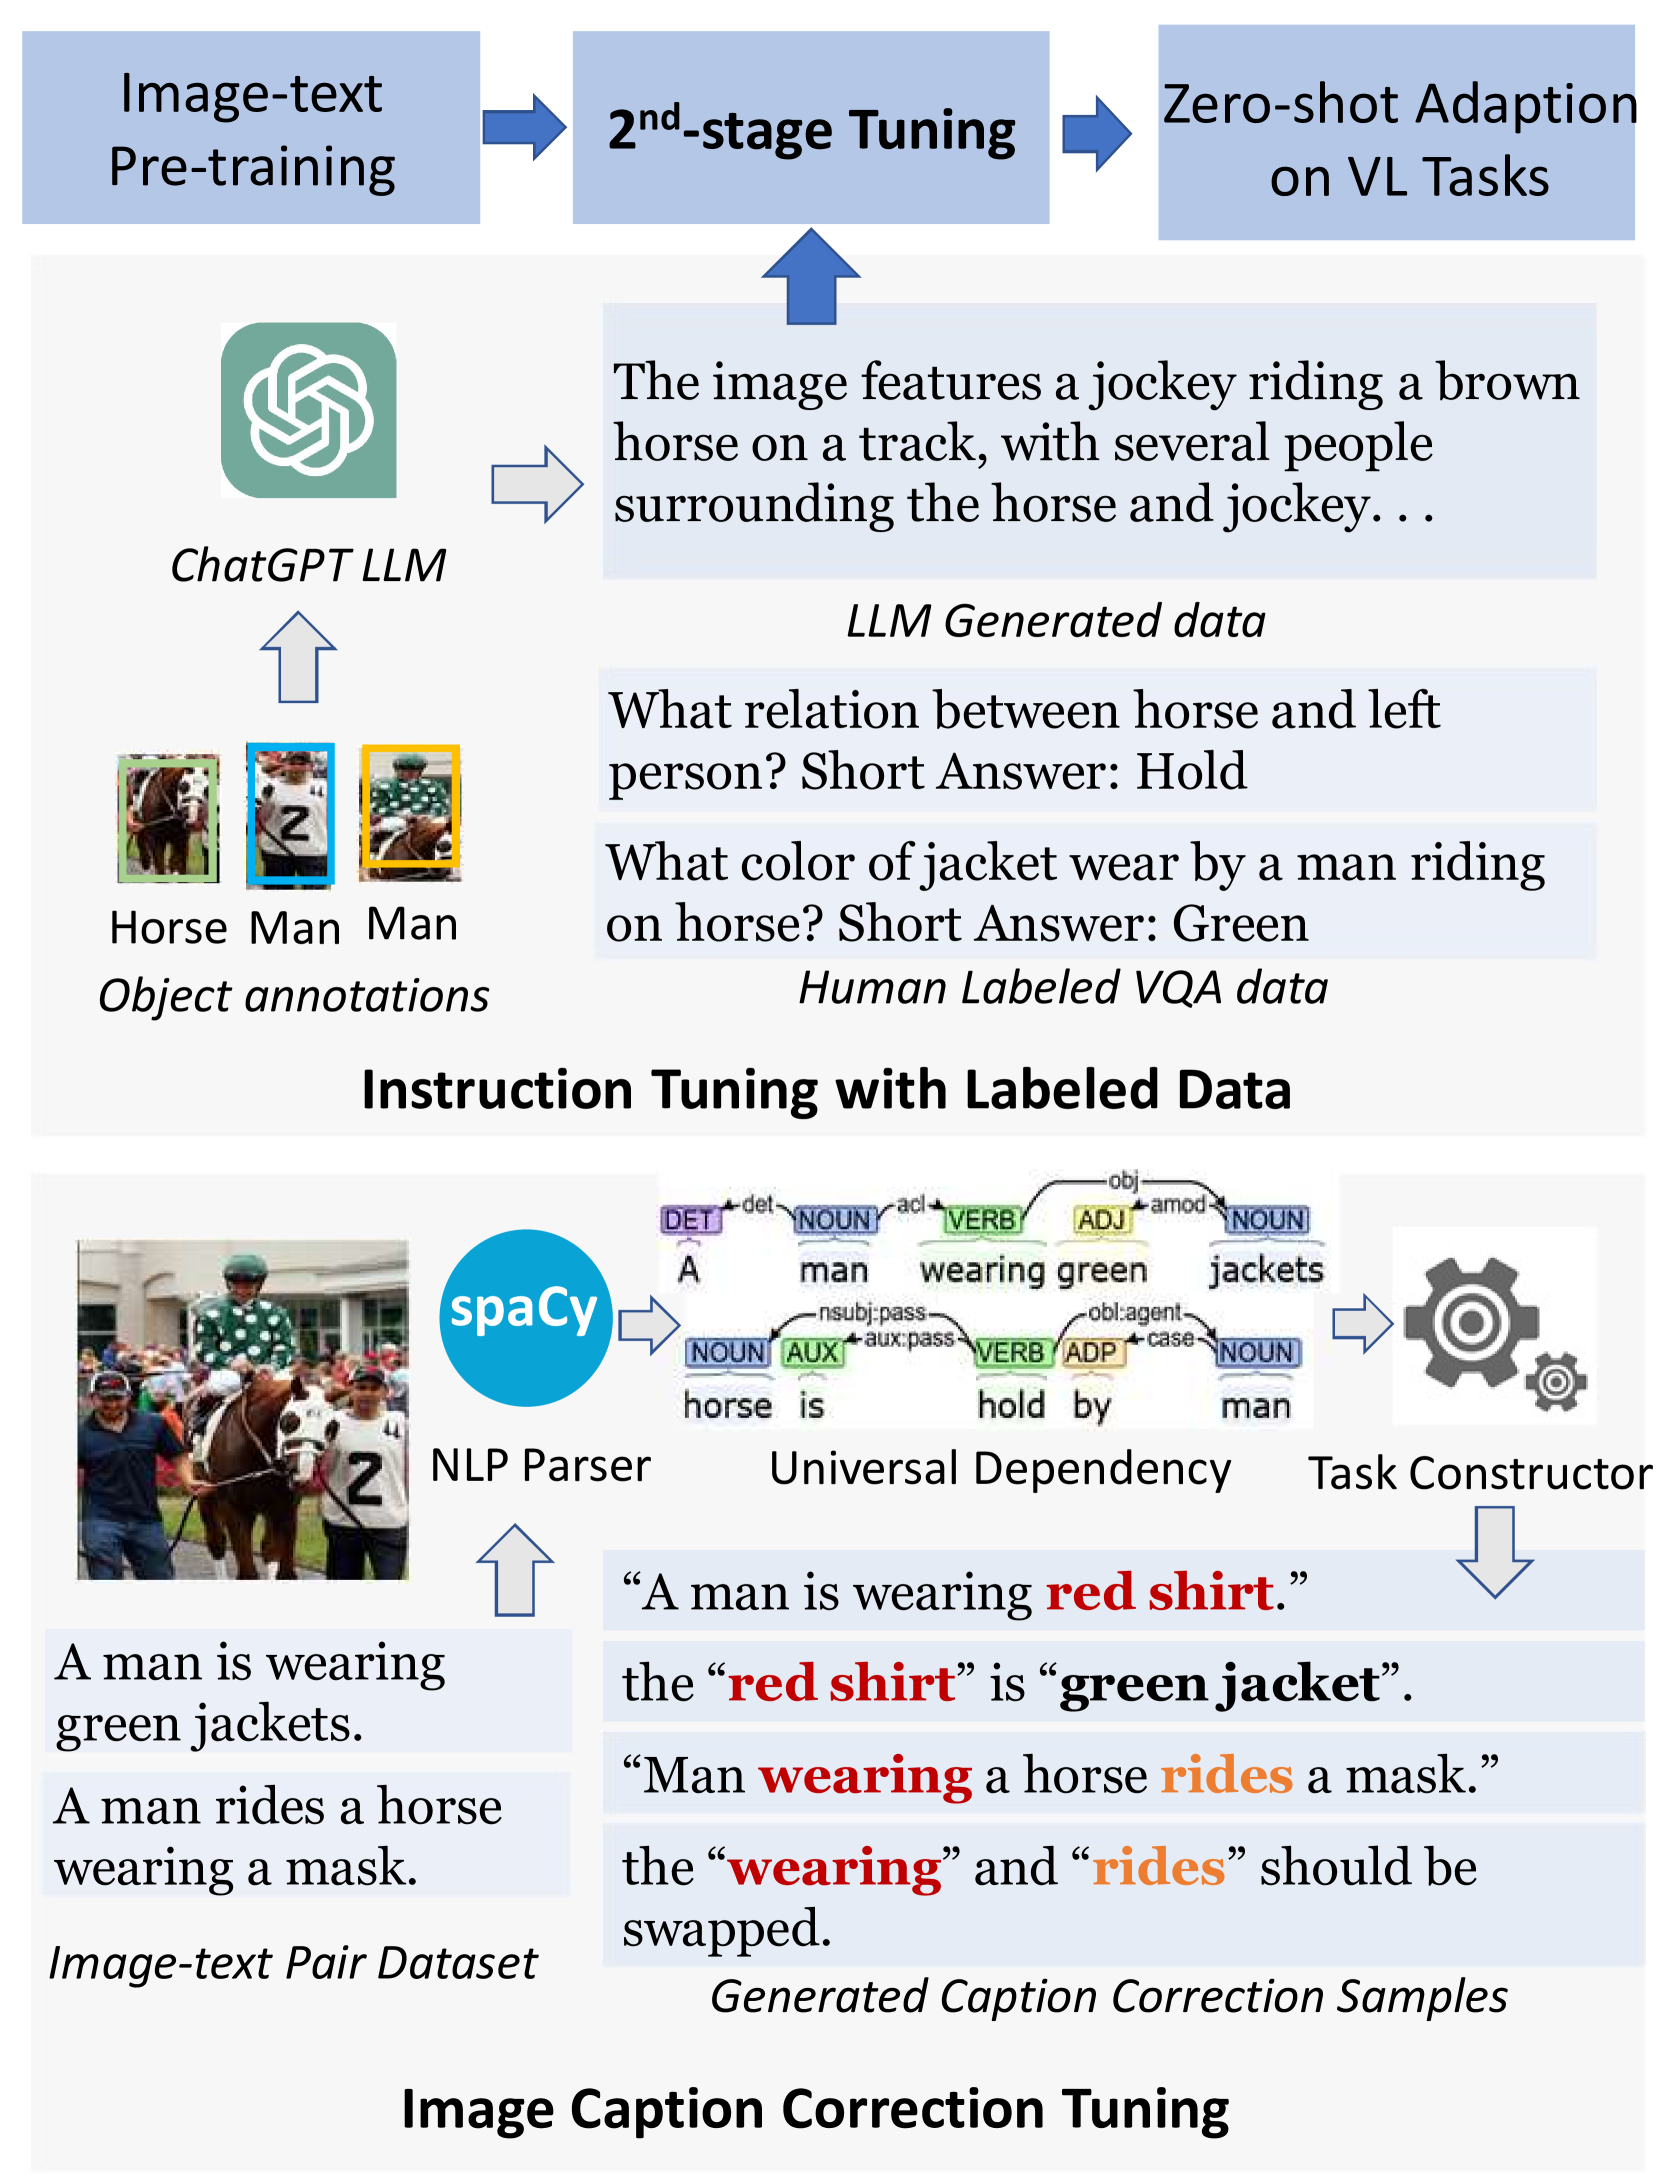 Image-text
Pre-training
2nd-stage Tuning
Zero-shot Adaption
on VL Tasks
The image features a jockey riding a brown
horse on a track, with several people
surrounding the horse and jockey. . .
ChatGPT LLM
LLM Generated data
What relation between horse and left
person? Short Answer: Hold
2
What color of jacket wear by a man riding
on horse? Short Answer: Green
Horse Man Man
Object annotations
Human Labeled VQA data
Instruction Tuning with Labeled Data
obj
det acl amod
DET NOUN VERB ADJ NOUN
A man wearing green jackets
spaCy
nsubj:pass obl:agent
aux:pass case
NOUN AUX VERB ADP NOUN
horse is hold by man
2
NLP Parser
Universal Dependency
Task Constructor
“A man is wearing red shirt.”
the “red shirt” is “green jacket”.
“Man wearing a horse rides a mask.”
the “wearing” and “rides” should be
swapped.
A man is wearing
green jackets.
A man rides a horse
wearing a mask.
Image-text Pair Dataset
Generated Caption Correction Samples
Image Caption Correction Tuning